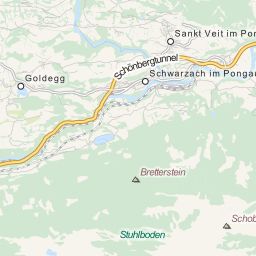 Sankt Veit im Pon
Schönbergtunnel
Goldegg
Schwarzach im Pongau
Bretterstein
Schob
Stuhlboden